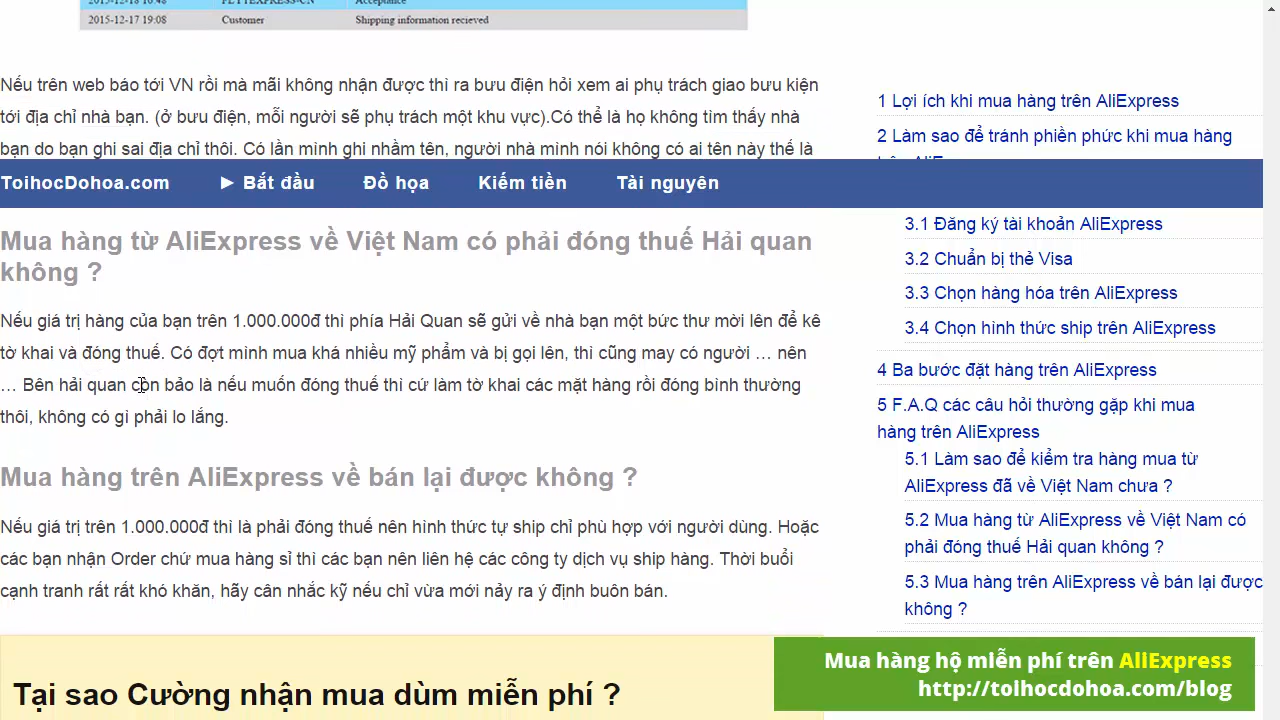 2015-12-18 16:48 PETTEXPRESS-CN Acceptance
2015-12-17 19:08 Customer Shipping information recieved
Nếu trên web báo tới VN rồi mà mãi không nhận được thì ra bưu điện hỏi xem ai phụ trách giao bưu kiện
tới địa chỉ nhà bạn. (ở bưu điện, mỗi người sẽ phụ trách một khu vực).Có thể là họ không tìm thấy nhà
bạn do bạn ghi sai địa chỉ thôi. Có lần mình ghi nhầm tên, người nhà mình nói không có ai tên này thế là
ToihocDohoa.com ► Bắt đầu Đồ họa Kiếm tiền Tài nguyên
Mua hàng từ AliExpress về Việt Nam có phải đóng thuế Hải quan
không ?
Nếu giá trị hàng của bạn trên 1.000.000đ thì phía Hải Quan sẽ gửi về nhà bạn một bức thư mời lên để kê
tờ khai và đóng thuế. Có đợt mình mua khá nhiều mỹ phẩm và bị gọi lên, thì cũng may có người … nên
… Bên hải quan còn bảo là nếu muốn đóng thuế thì cứ làm tờ khai các mặt hàng rồi đóng bình thường
thôi, không có gì phải lo lắng.
Mua hàng trên AliExpress về bán lại được không ?
Nếu giá trị trên 1.000.000đ thì là phải đóng thuế nên hình thức tự ship chỉ phù hợp với người dùng. Hoặc
các bạn nhận Order chứ mua hàng sỉ thì các bạn nên liên hệ các công ty dịch vụ ship hàng. Thời buổi
cạnh tranh rất rất khó khăn, hãy cân nhắc kỹ nếu chỉ vừa mới nảy ra ý định buôn bán.
Tại sao Cường nhận mua dùm miễn phí ?
1 Lợi ích khi mua hàng trên AliExpress
2 Làm sao để tránh phiền phức khi mua hàng
3.1 Đăng ký tài khoản AliExpress
3.2 Chuẩn bị thẻ Visa
3.3 Chọn hàng hóa trên AliExpress
3.4 Chọn hình thức ship trên AliExpress
4 Ba bước đặt hàng trên AliExpress
5 F.A.Q các câu hỏi thường gặp khi mua
hàng trên AliExpress
5.1 Làm sao để kiểm tra hàng mua từ
AliExpress đã về Việt Nam chưa ?
5.2 Mua hàng từ AliExpress về Việt Nam có
phải đóng thuế Hải quan không ?
5.3 Mua hàng trên AliExpress về bán lại được
không ?
Mua hàng hộ miễn phí trên AliExpress
http://toihocdohoa.com/blog